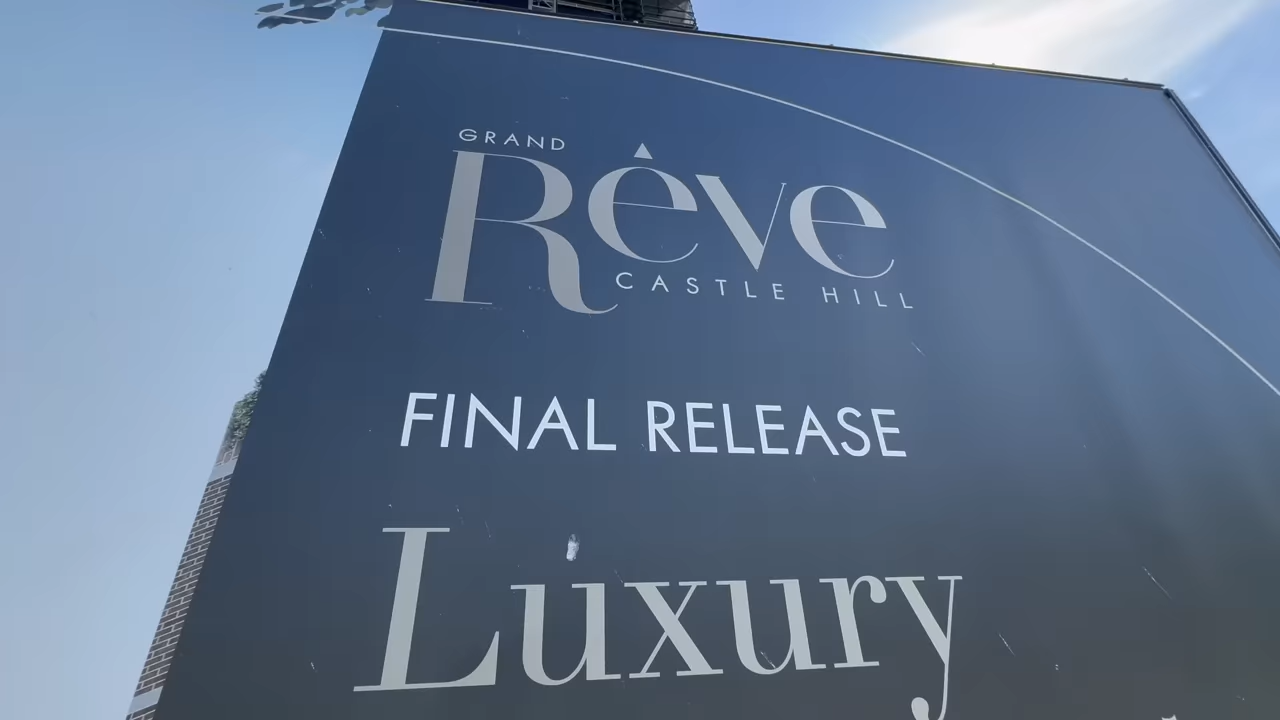 GRAND
Rêve
CASTLE HILL
FINAL RELEASE
Luxury